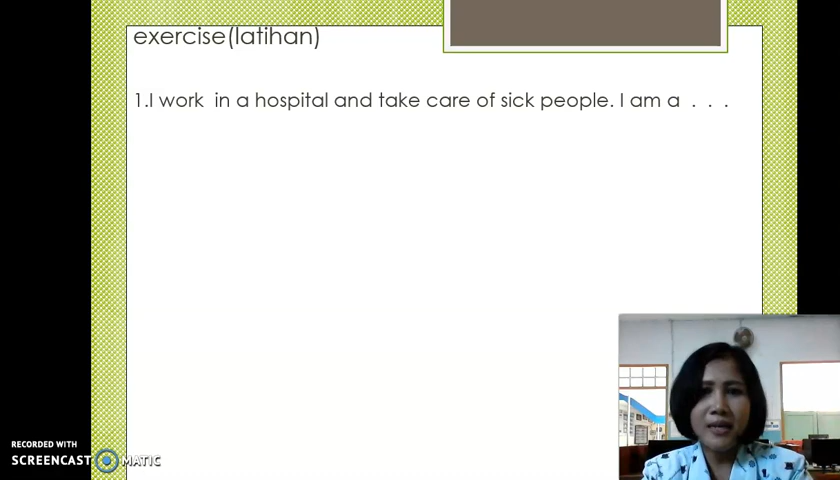 exercise(latihan)
1.I work  in a hospital and take care of sick people. I am a  .  .  .
RECORDED WITH
SCREENCAST MATIC